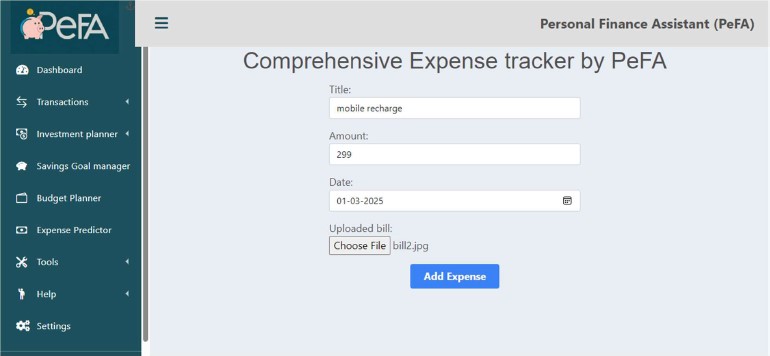 PeFA
Personal Finance Assistant (PeFA)
Dashboard
Transactions
Investment planner
Savings Goal manager
Budget Planner
Expense Predictor
Tools
Help
Settings
Comprehensive Expense tracker by PeFA
Title:
mobile recharge
Amount:
299
Date:
01-03-2025
Uploaded bill:
Choose File bill2.jpg
Add Expense